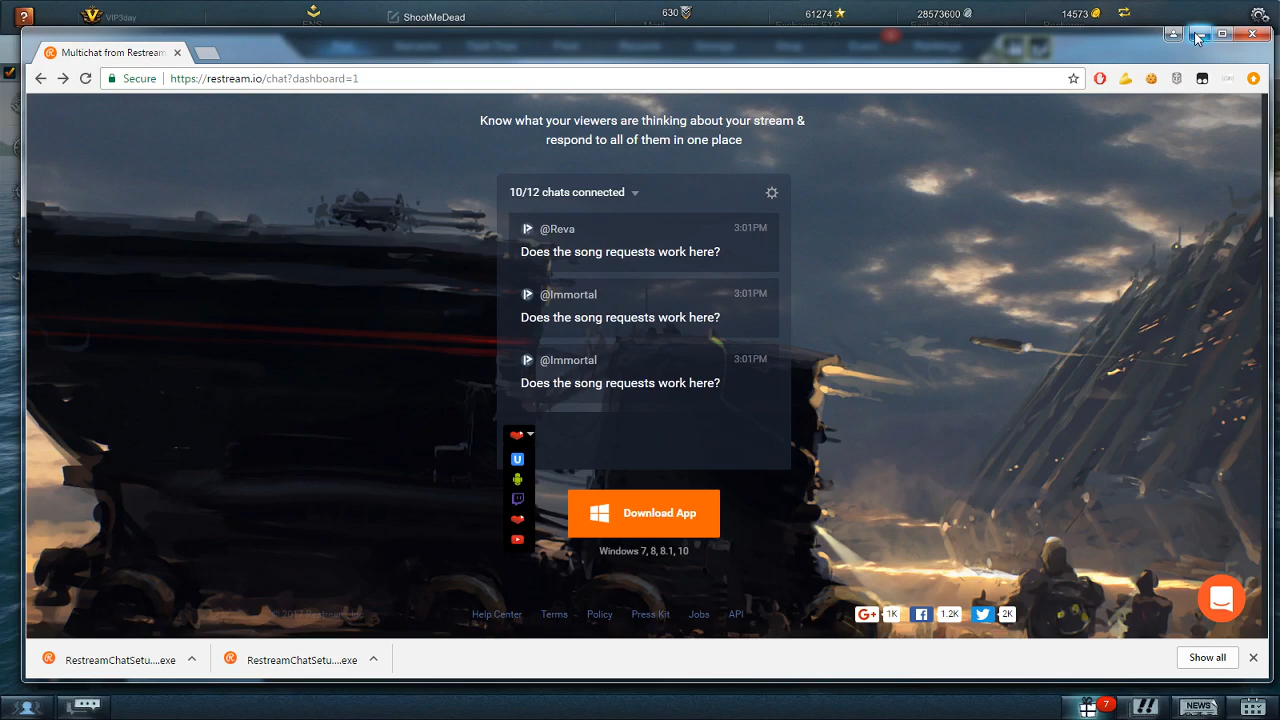 VIP3day
ShootMeDead
630
61274
28573600
14573
Multichat from Restream
Secure
https://restream.io/chat?dashboard=1
Know what your viewers are thinking about your stream &
respond to all of them in one place
10/12 chats connected
@Reva 3:01PM
Does the song requests work here?
@Immortal 3:01PM
Does the song requests work here?
@Immortal 3:01PM
Does the song requests work here?
Download App
Windows 7, 8, 8.1, 10
© 2017 Restream, Inc.
Help Center Terms Policy Press Kit Jobs API
G+ 1K 1.2K 2K
RestreamChatSetu....exe
RestreamChatSetu....exe
Show all
7
NEWS